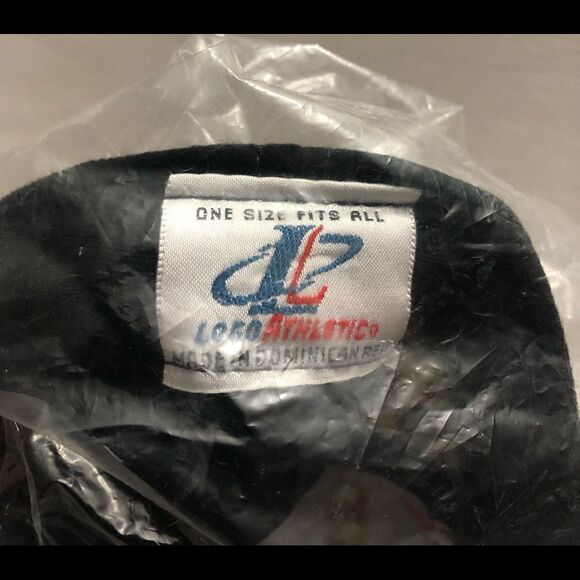 ONE SIZE FITS ALL
LOGO ATHLETIC
MADE IN DOMINICAN REP